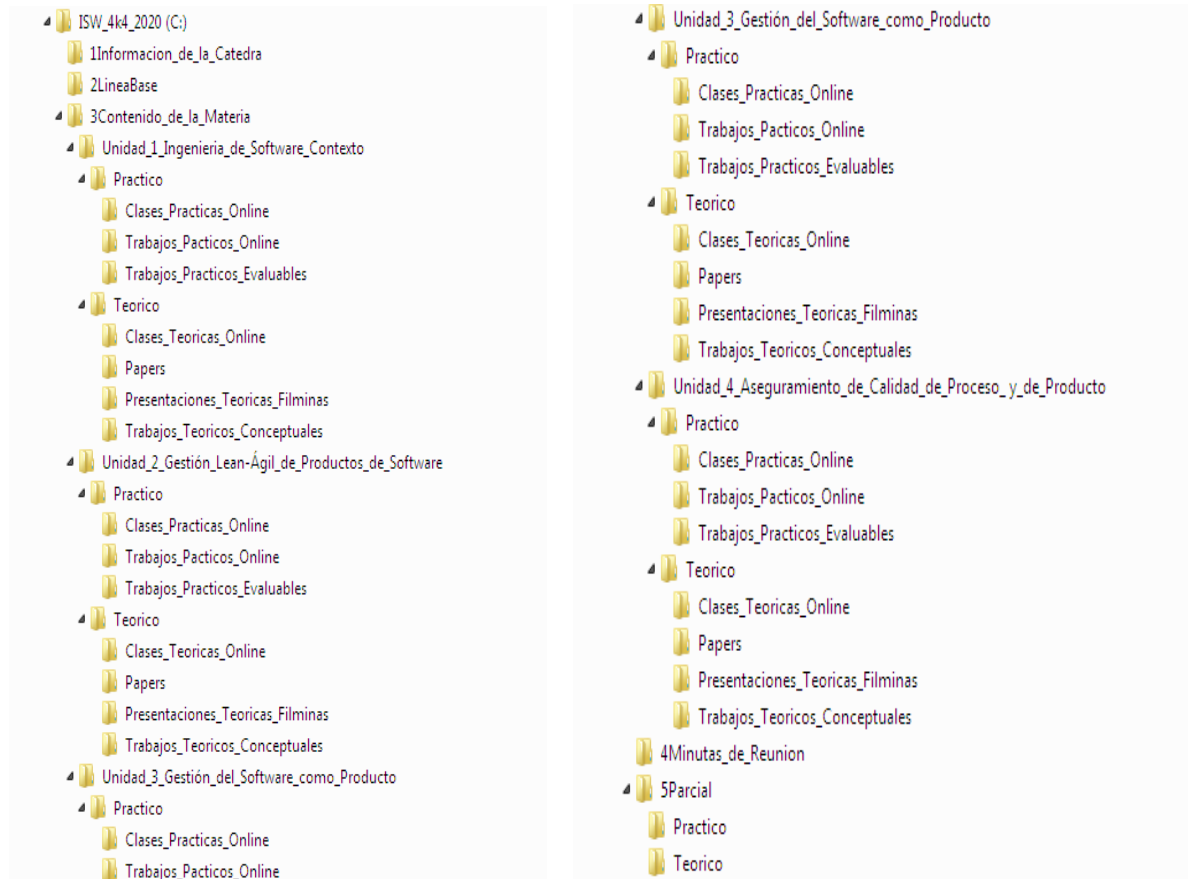 ISW_4k4_2020 (C:)
1Informacion_de_la_Catedra
2LineaBase
3Contenido_de_la_Materia
Unidad_1_Ingenieria_de_Software_Contexto
Practico
Clases_Practicas_Online
Trabajos_Pacticos_Online
Trabajos_Practicos_Evaluables
Teorico
Clases_Teoricas_Online
Papers
Presentaciones_Teoricas_Filminas
Trabajos_Teoricos_Conceptuales
Unidad_2_Gestión_Lean-Ágil_de_Productos_de_Software
Practico
Clases_Practicas_Online
Trabajos_Pacticos_Online
Trabajos_Practicos_Evaluables
Teorico
Clases_Teoricas_Online
Papers
Presentaciones_Teoricas_Filminas
Trabajos_Teoricos_Conceptuales
Unidad_3_Gestión_del_Software_como_Producto
Practico
Clases_Practicas_Online
Trabajos_Pacticos_Online
Unidad_3_Gestión_del_Software_como_Producto
Practico
Clases_Practicas_Online
Trabajos_Pacticos_Online
Trabajos_Practicos_Evaluables
Teorico
Clases_Teoricas_Online
Papers
Presentaciones_Teoricas_Filminas
Trabajos_Teoricos_Conceptuales
Unidad_4_Aseguramiento_de_Calidad_de_Proceso_ y_de_Producto
Practico
Clases_Practicas_Online
Trabajos_Pacticos_Online
Trabajos_Practicos_Evaluables
Teorico
Clases_Teoricas_Online
Papers
Presentaciones_Teoricas_Filminas
Trabajos_Teoricos_Conceptuales
4Minutas_de_Reunion
5Parcial
Practico
Teorico